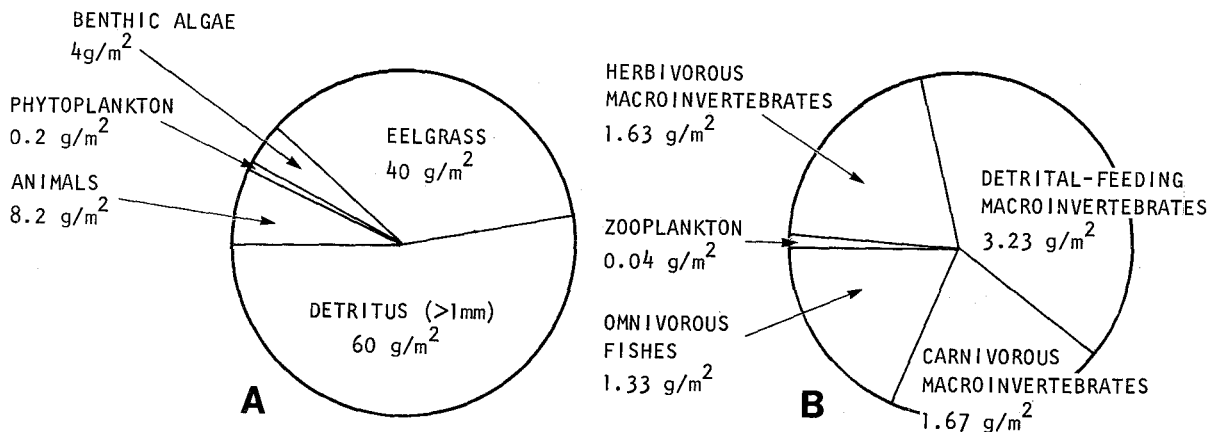 BENTHIC ALGAE
4g/m²
PHYTOPLANKTON
0.2 g/m²
ANIMALS
8.2 g/m²
EELGRASS
40 g/m²
DETRITUS (>1mm)
60 g/m²
A
HERBIVOROUS
MACROINVERTEBRATES
1.63 g/m²
ZOOPLANKTON
0.04 g/m²
OMNIVOROUS
FISHES
1.33 g/m²
DETRITAL-FEEDING
MACROINVERTEBRATES
3.23 g/m²
CARNIVOROUS
MACROINVERTEBRATES
1.67 g/m²
B